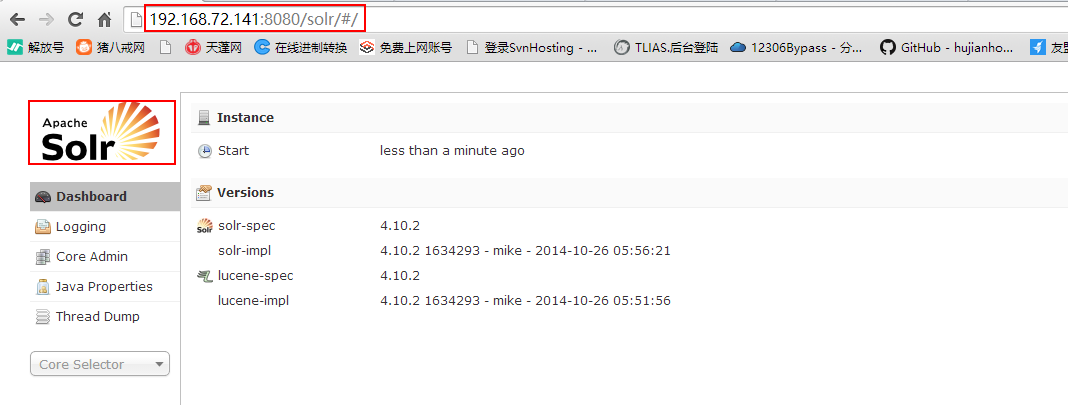 192.168.72.141:8080/solr/#/
解放号 猪八戒网 天蓬网 在线进制转换 免费上网账号 登录SvnHosting - ... TLIAS.后台登陆 12306Bypass - 分... GitHub - hujianho... 友盟
Apache
Solr
Instance
Start less than a minute ago
Versions
Dashboard
Logging
Core Admin
Java Properties
Thread Dump
Core Selector
solr-spec 4.10.2
solr-impl 4.10.2 1634293 - mike - 2014-10-26 05:56:21
lucene-spec 4.10.2
lucene-impl 4.10.2 1634293 - mike - 2014-10-26 05:51:56